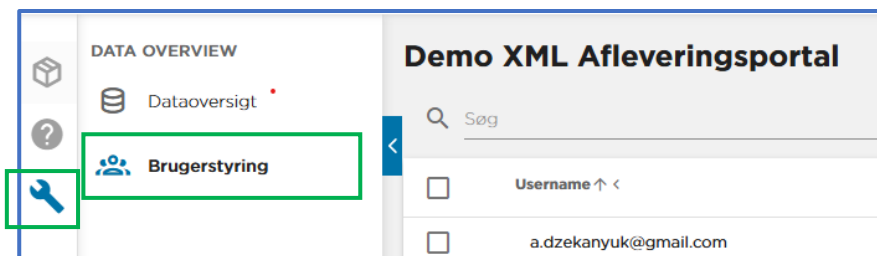 DATA OVERVIEW
Dataoversigt
Brugerstyring
Demo XML Afleveringsportal
Søg
Username
a.dzekanyuk@gmail.com